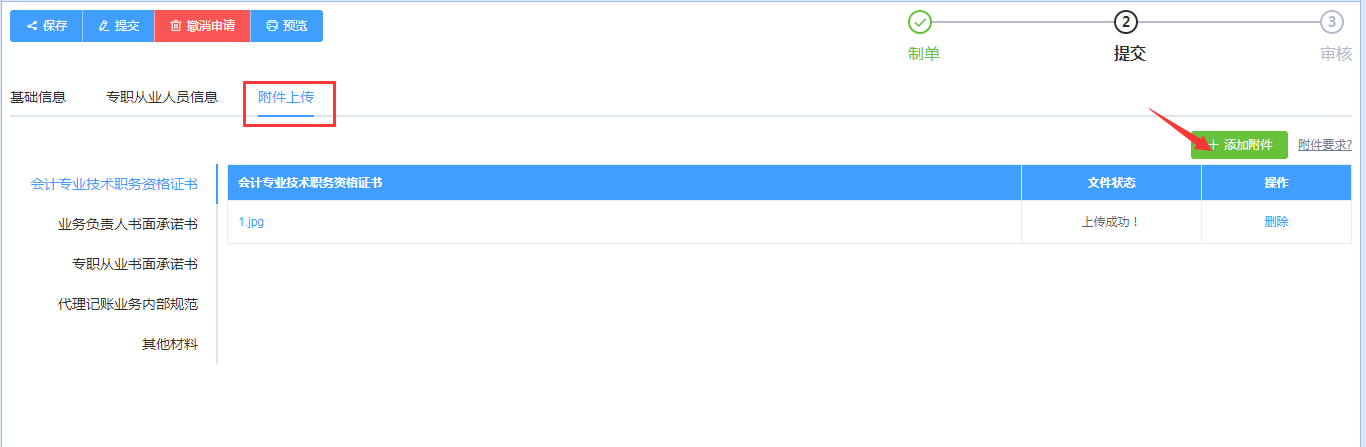 保存 提交 撤消申请 预览
2 3
制单 提交 审核
基础信息 专职从业人员信息 附件上传
添加附件 附件要求?
会计专业技术职务资格证书
业务负责人书面承诺书
专职从业书面承诺书
代理记账业务内部规范
其他材料
会计专业技术职务资格证书 文件状态 操作
1.jpg 上传成功！ 删除